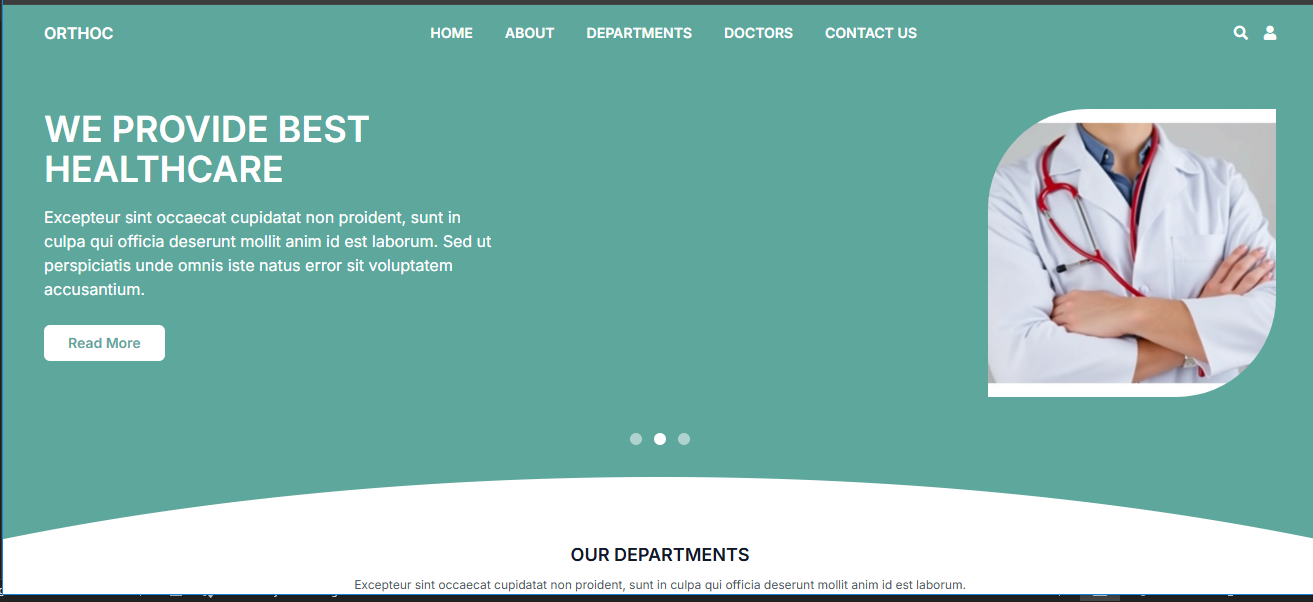 ORTHOC
HOME
ABOUT
DEPARTMENTS
DOCTORS
CONTACT US
WE PROVIDE BEST
HEALTHCARE
Excepteur sint occaecat cupidatat non proident, sunt in
culpa qui officia deserunt mollit anim id est laborum. Sed ut
perspiciatis unde omnis iste natus error sit voluptatem
accusantium.
Read More
OUR DEPARTMENTS
Excepteur sint occaecat cupidatat non proident, sunt in culpa qui officia deserunt mollit anim id est laborum.